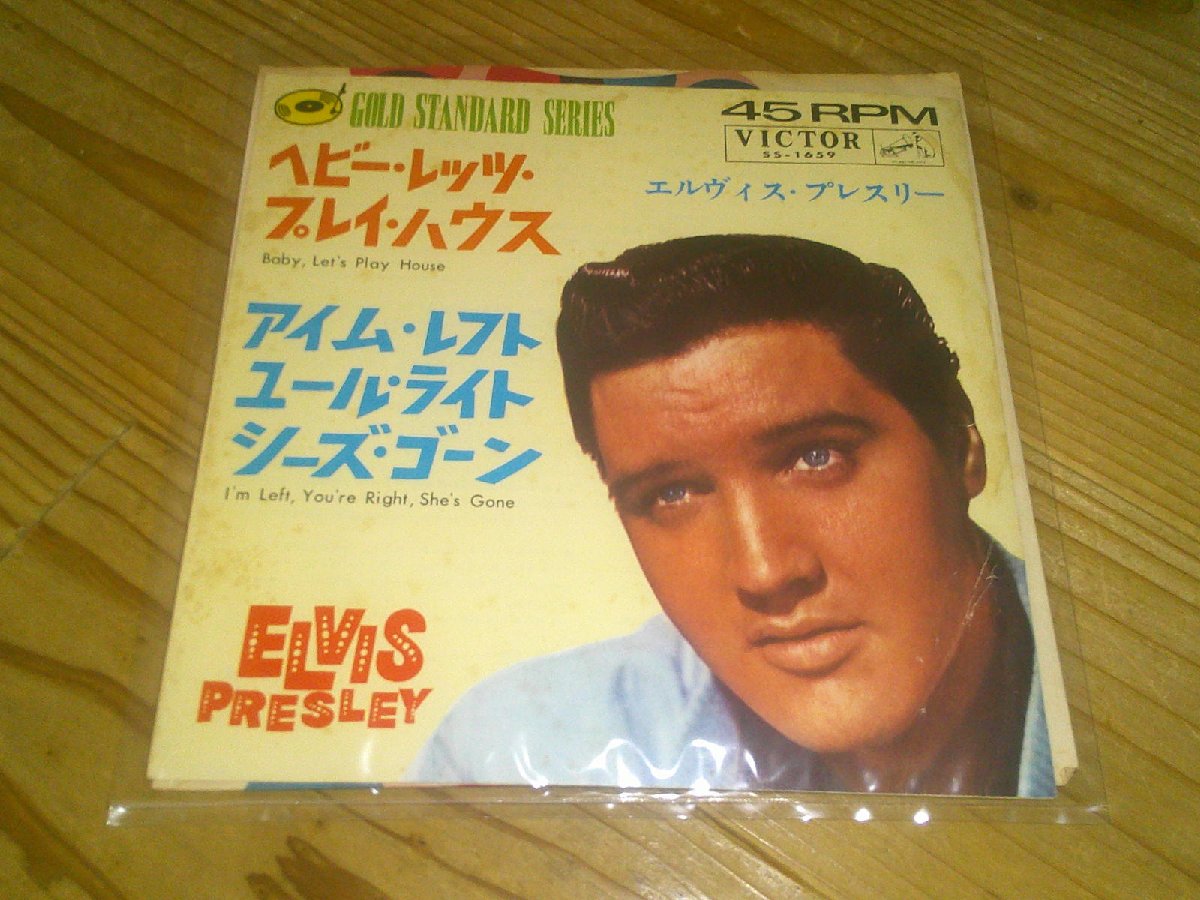 GOLD STANDARD SERIES
45 RPM
VICTOR
SS-1659
ヘビー・レッツ・
プレイ・ハウス
Baby, Let's Play House
エルヴィス・プレスリー
アイム・レフト
ユール・ライト
シーズ・ゴーン
I'm Left, You're Right, She's Gone
ELVIS
PRESLEY